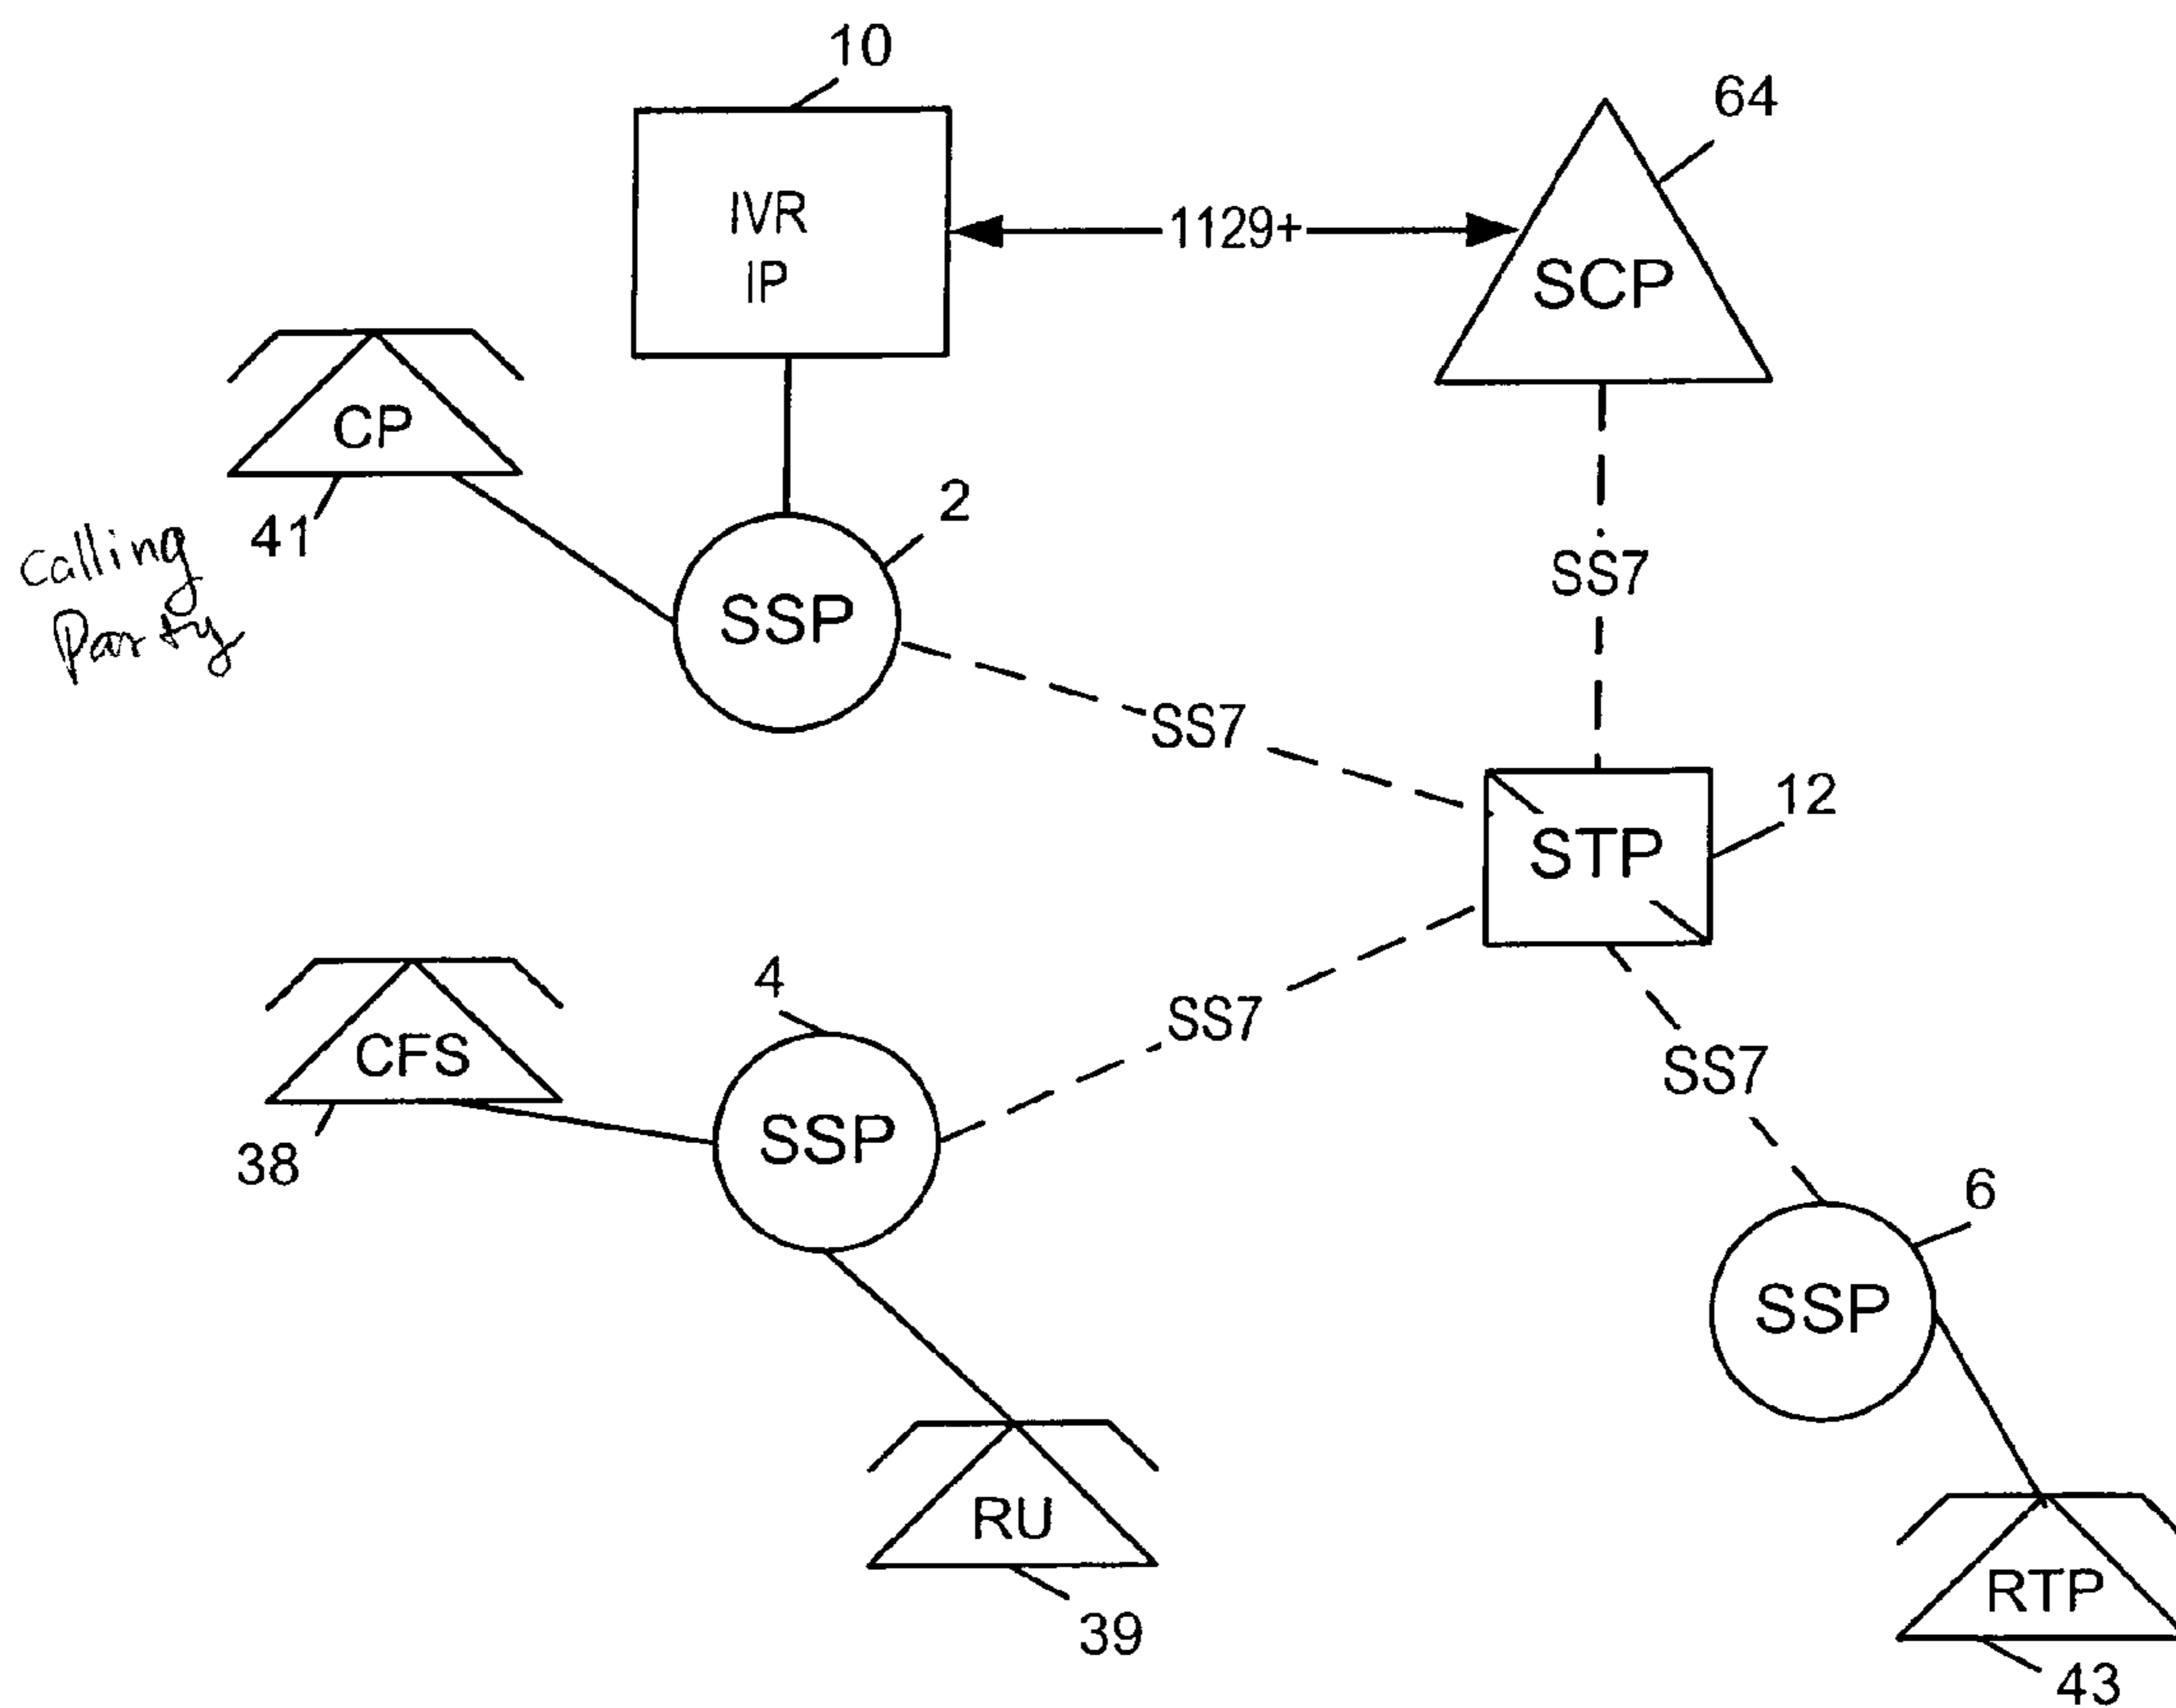 10
64
IVR
IP
1129+
SCP
CP
41
calling
Party
2
SSP
SS7
SS7
12
STP
CFS
38
4
SSP
SS7
SS7
6
SSP
RU
39
RTP
43